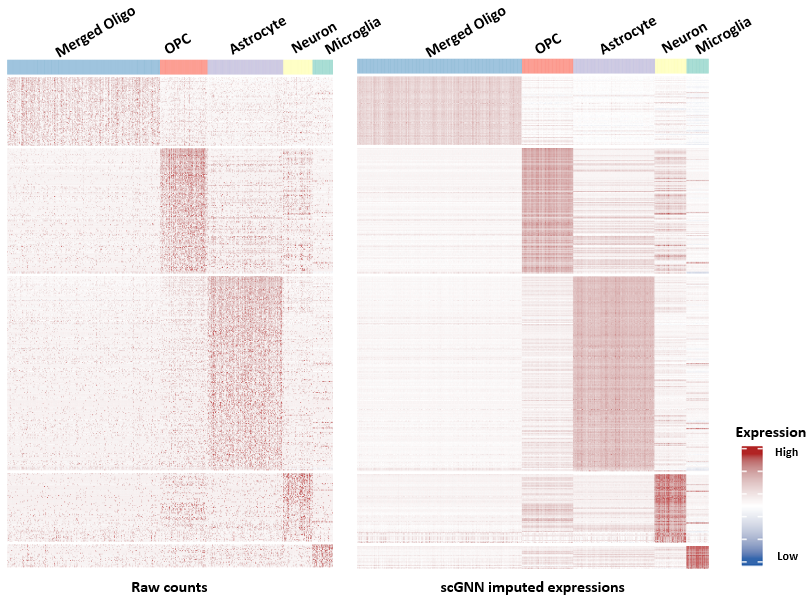 Merged Oligo
OPC
Astrocyte
Neuron
Microglia
Merged Oligo
OPC
Astrocyte
Neuron
Microglia
Expression
High
Low
Raw counts
scGNN imputed expressions